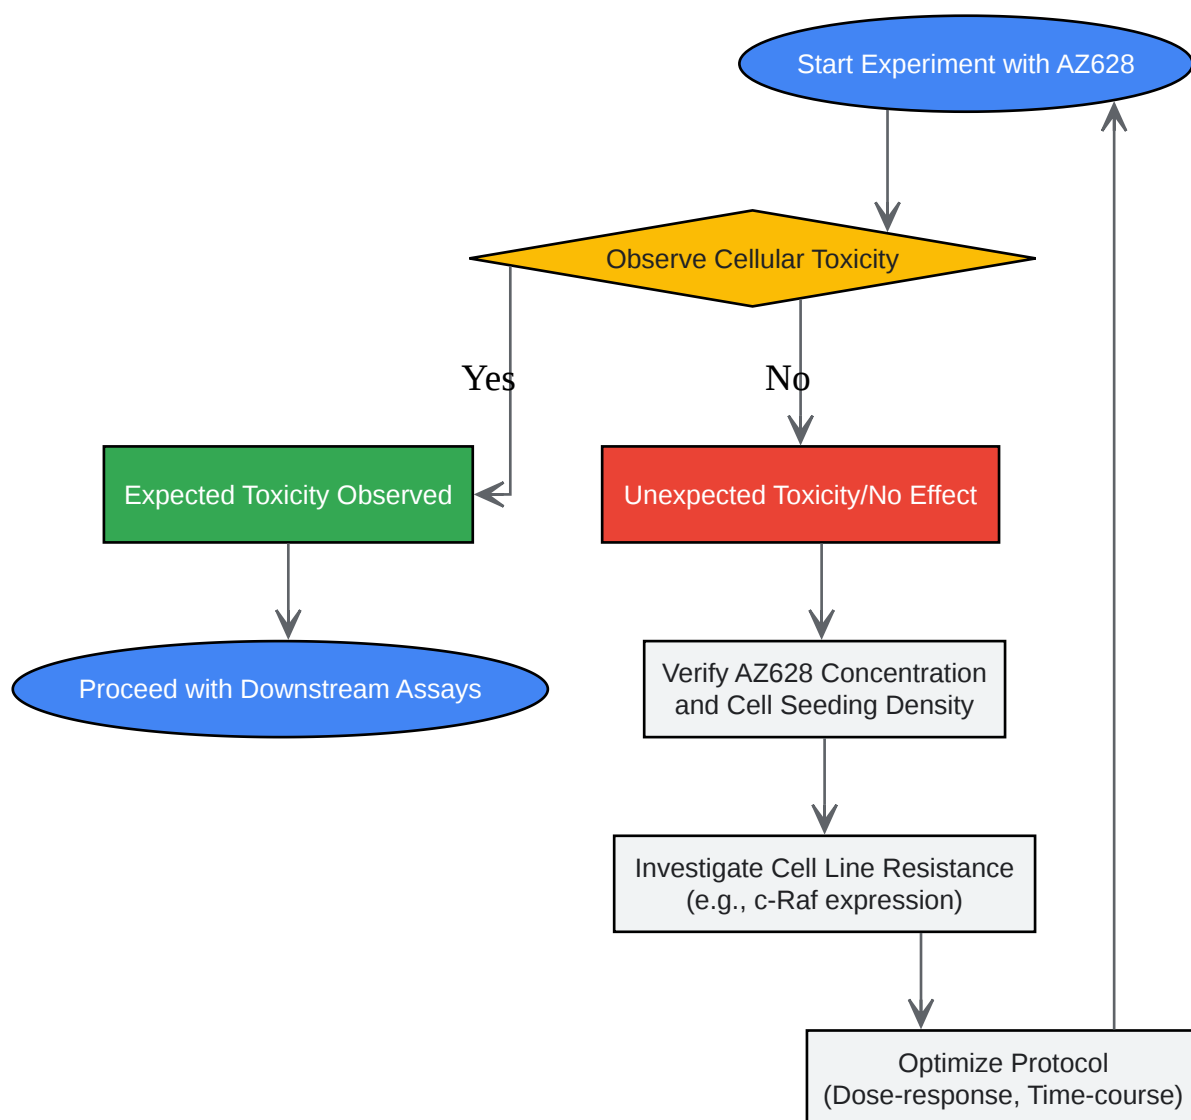 Start Experiment with AZ628
Observe Cellular Toxicity
Yes
No
Expected Toxicity Observed
Unexpected Toxicity/No Effect
Proceed with Downstream Assays
Verify AZ628 Concentration
and Cell Seeding Density
Investigate Cell Line Resistance
(e.g., c-Raf expression)
Optimize Protocol
(Dose-response, Time-course)